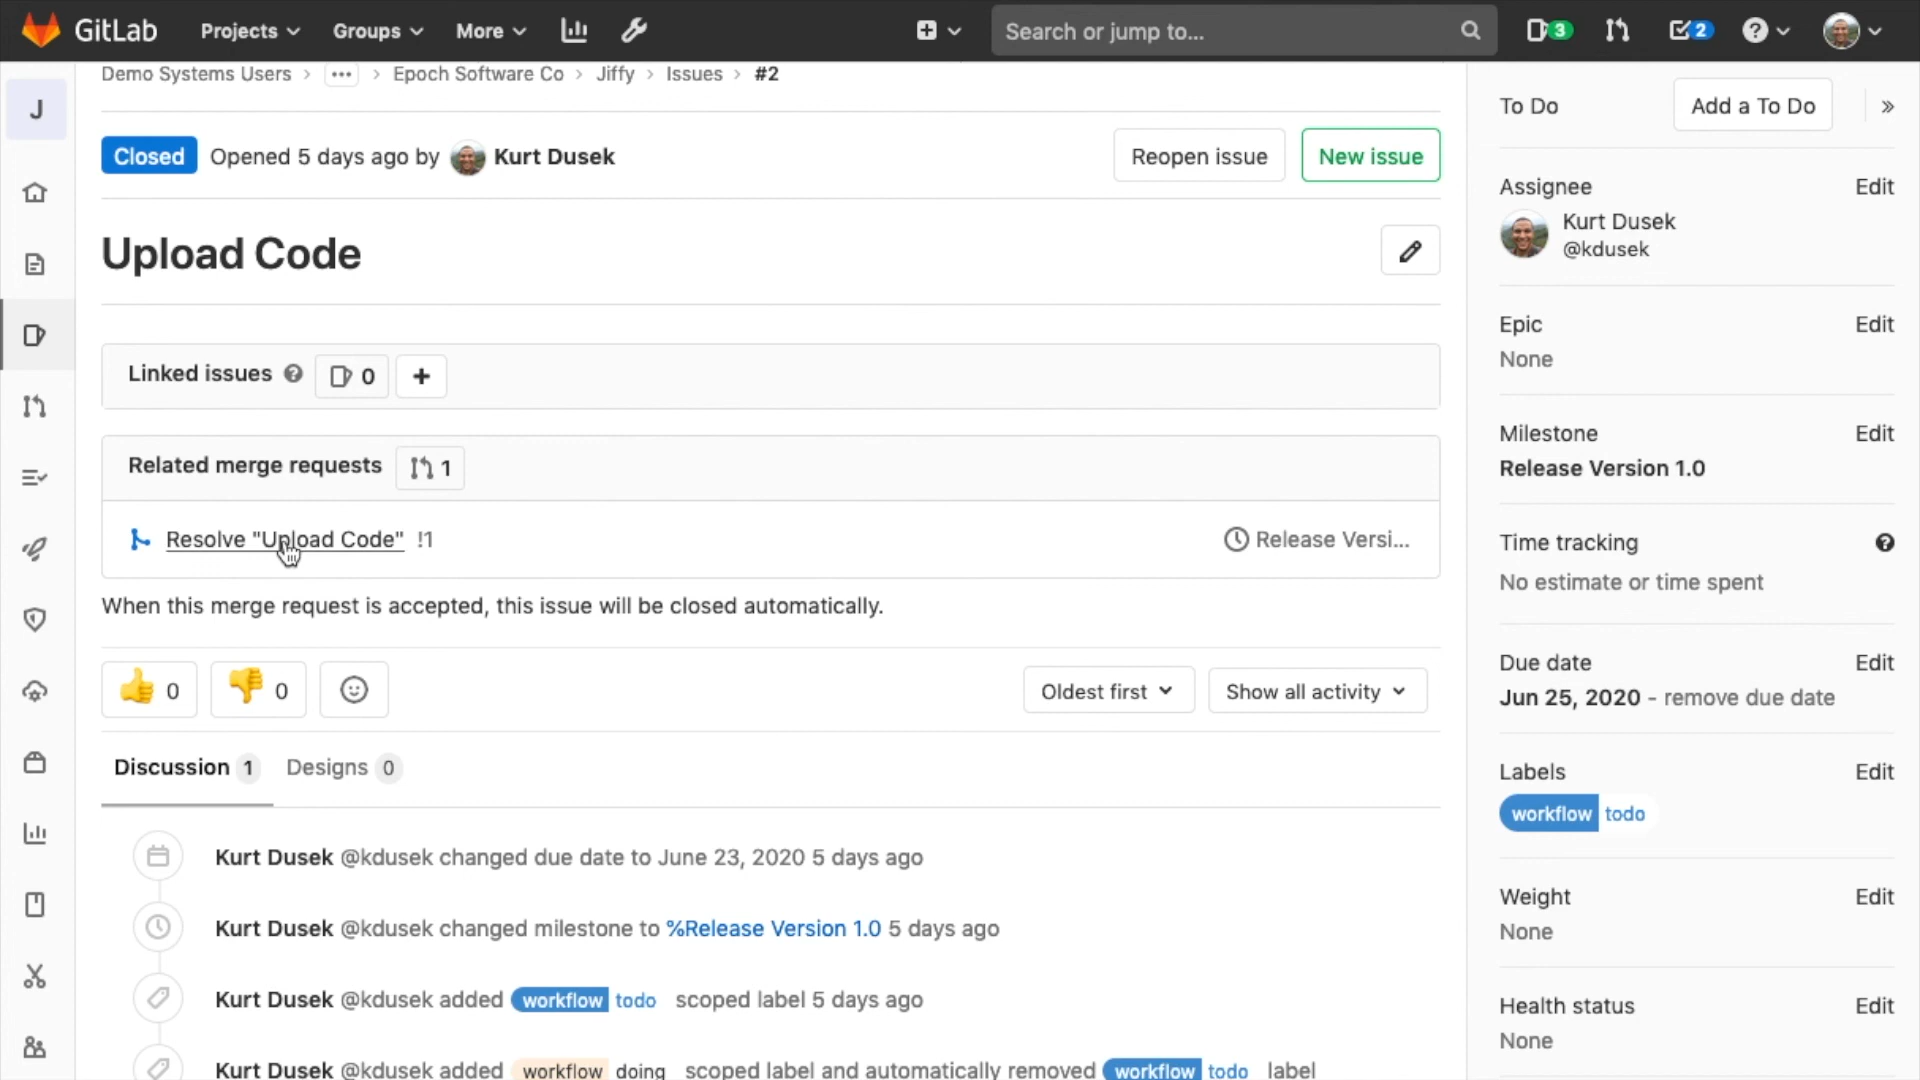 GitLab Projects Groups More Search or jump to... 3 2
Demo Systems Users › ... › Epoch Software Co › Jiffy › Issues › #2
J
Closed Opened 5 days ago by Kurt Dusek Reopen issue New issue
Upload Code
Linked issues 0 +
Related merge requests 1
Resolve "Upload Code" !1 Release Versi...
When this merge request is accepted, this issue will be closed automatically.
0 0 Oldest first Show all activity
Discussion 1 Designs 0
Kurt Dusek @kdusek changed due date to June 23, 2020 5 days ago
Kurt Dusek @kdusek changed milestone to %Release Version 1.0 5 days ago
Kurt Dusek @kdusek added workflow todo scoped label 5 days ago
Kurt Dusek @kdusek added workflow doing scoped label and automatically removed workflow todo label
To Do Add a To Do »
Assignee Edit
Kurt Dusek
@kdusek
Epic Edit
None
Milestone Edit
Release Version 1.0
Time tracking ?
No estimate or time spent
Due date Edit
Jun 25, 2020 - remove due date
Labels Edit
workflow todo
Weight Edit
None
Health status Edit
None